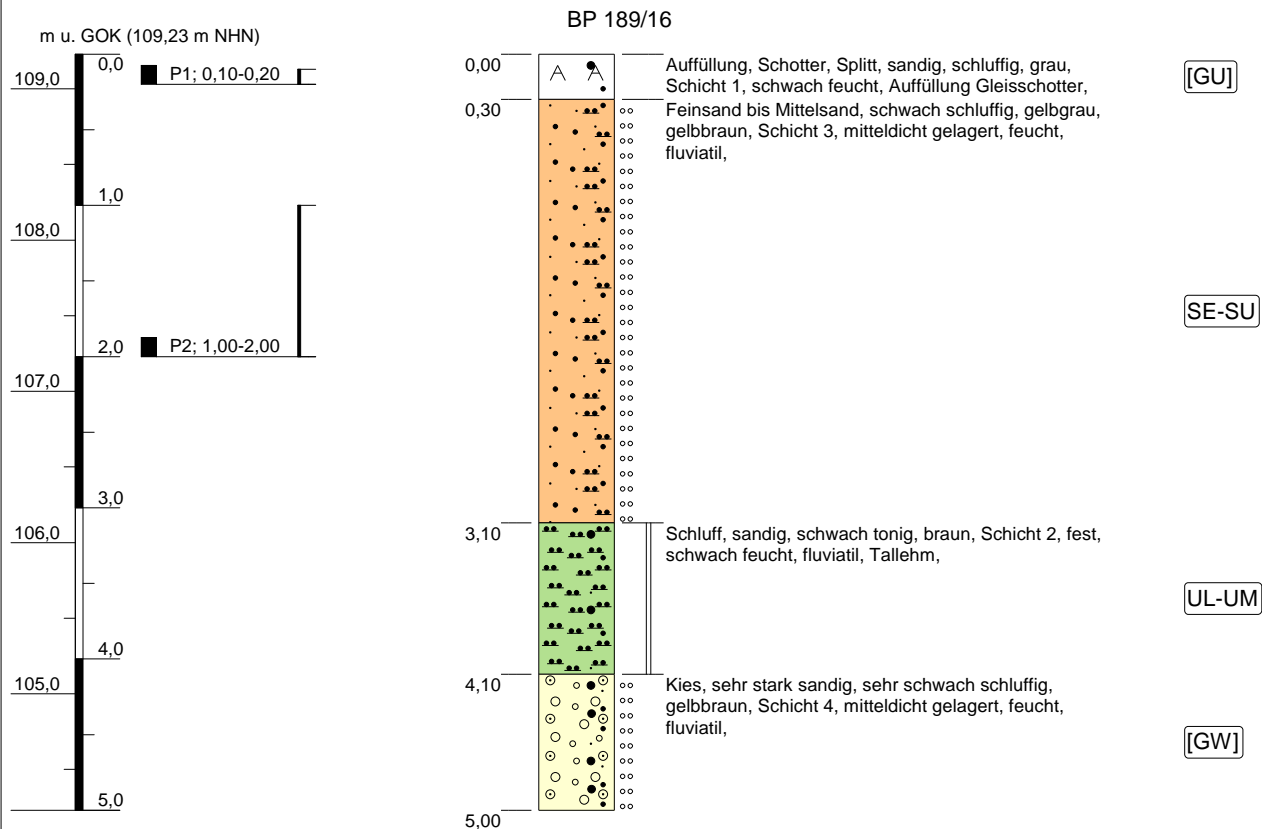 BP 189/16
m u. GOK (109,23 m NHN)
0,0
109,0
1,0
108,0
2,0
107,0
3,0
106,0
4,0
105,0
5,0
P1; 0,10-0,20
P2; 1,00-2,00
0,00
Auffüllung, Schotter, Splitt, sandig, schluffig, grau,
Schicht 1, schwach feucht, Auffüllung Gleisschotter,
[GU]
A A
0,30
Feinsand bis Mittelsand, schwach schluffig, gelbgrau,
gelbbraun, Schicht 3, mitteldicht gelagert, feucht,
fluviatil,
SE-SU
3,10
Schluff, sandig, schwach tonig, braun, Schicht 2, fest,
schwach feucht, fluviatil, Tallehm,
UL-UM
4,10
Kies, sehr stark sandig, sehr schwach schluffig,
gelbbraun, Schicht 4, mitteldicht gelagert, feucht,
fluviatil,
[GW]
5,00